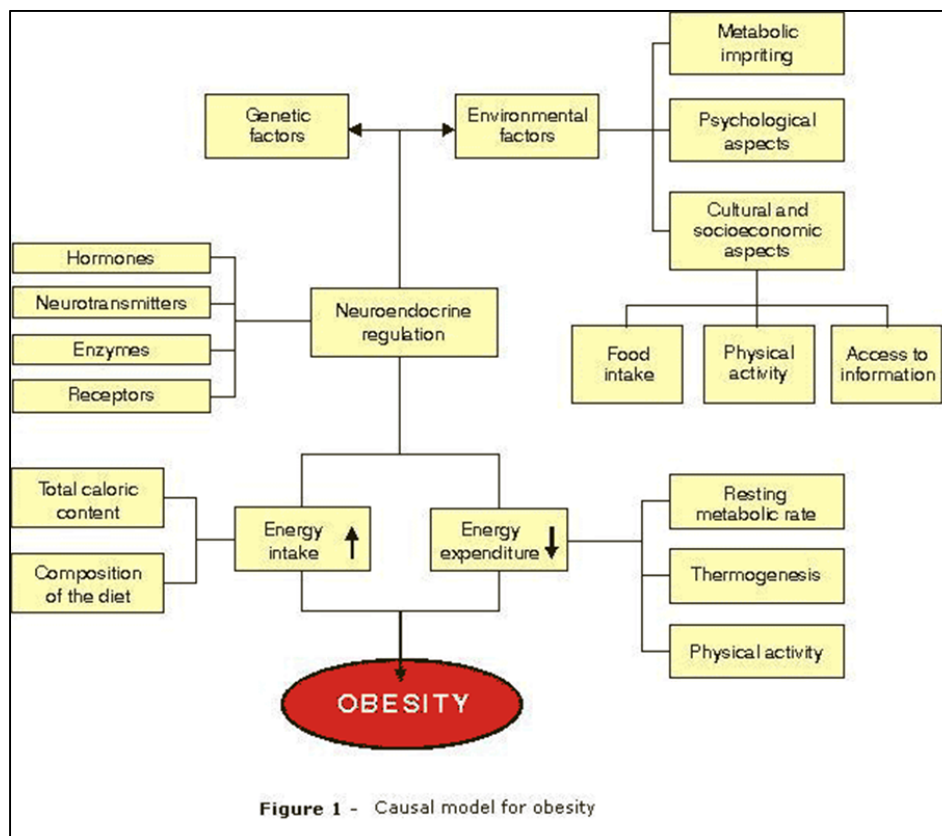 Metabolic
impriting
Genetic
factors
Environmental
factors
Psychological
aspects
Cultural and
socioeconomic
aspects
Hormones
Neurotransmitters
Enzymes
Receptors
Neuroendocrine
regulation
Food
intake
Physical
activity
Access to
information
Total caloric
content
Composition
of the diet
Energy
intake
Energy
expenditure
Resting
metabolic rate
Thermogenesis
Physical activity
OBESITY
Figure 1 - Causal model for obesity